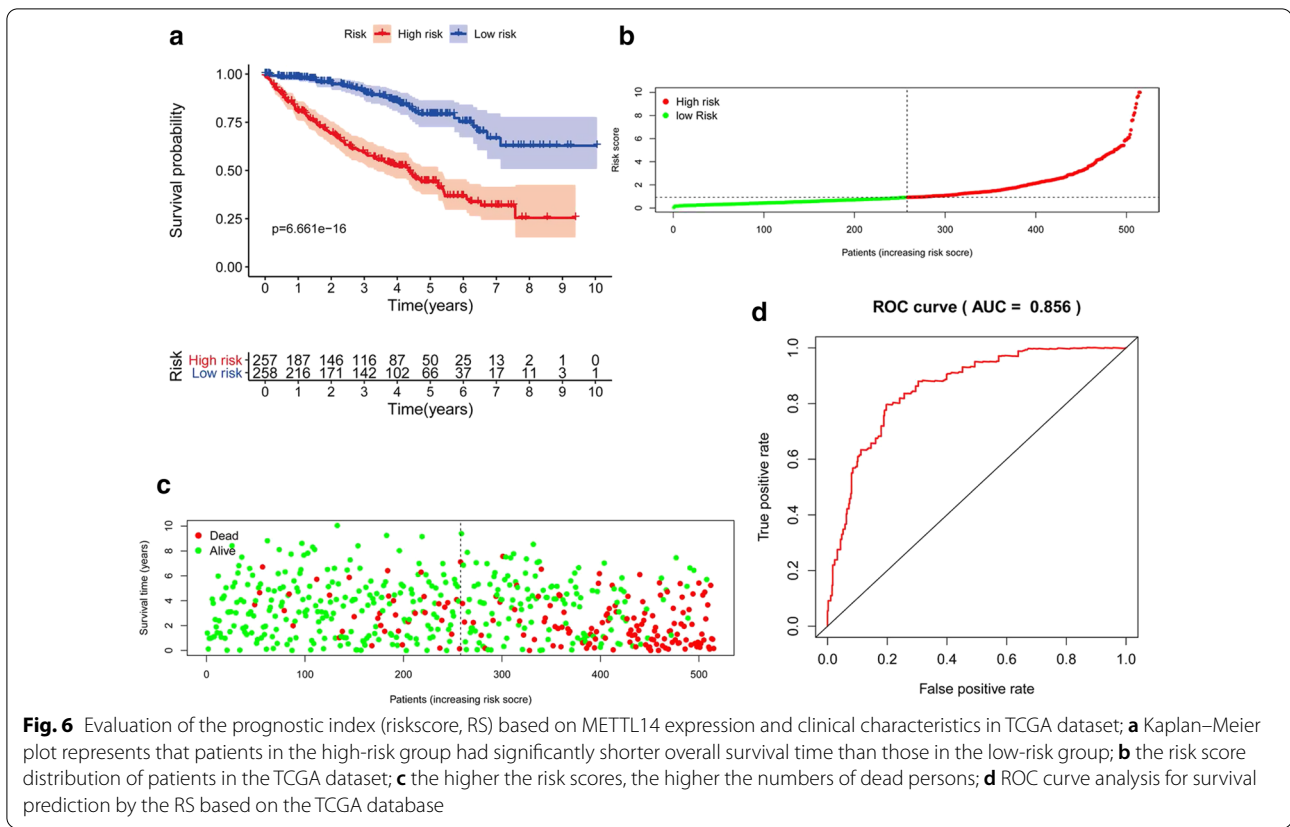 a
Risk High risk Low risk
Survival probability
1.00
0.75
0.50
0.25
0.00
p=6.661e−16
0 1 2 3 4 5 6 7 8 9 10
Time(years)
Risk
High risk 257 187 146 116 87 50 25 13 2 1 0
Low risk 258 216 171 142 102 66 37 17 11 3 1
0 1 2 3 4 5 6 7 8 9 10
Time(years)
b
High risk
low Risk
Risk score
10
8
6
4
2
0
0 100 200 300 400 500
Patients (increasing risk socre)
c
Dead
Alive
Survival time (years)
10
8
6
4
2
0
0 100 200 300 400 500
Patients (increasing risk socre)
d
ROC curve ( AUC = 0.856 )
True positive rate
1.0
0.8
0.6
0.4
0.2
0.0
0.0 0.2 0.4 0.6 0.8 1.0
False positive rate
Fig. 6 Evaluation of the prognostic index (riskscore, RS) based on METTL14 expression and clinical characteristics in TCGA dataset; a Kaplan–Meier
plot represents that patients in the high-risk group had significantly shorter overall survival time than those in the low-risk group; b the risk score
distribution of patients in the TCGA dataset; c the higher the risk scores, the higher the numbers of dead persons; d ROC curve analysis for survival
prediction by the RS based on the TCGA database